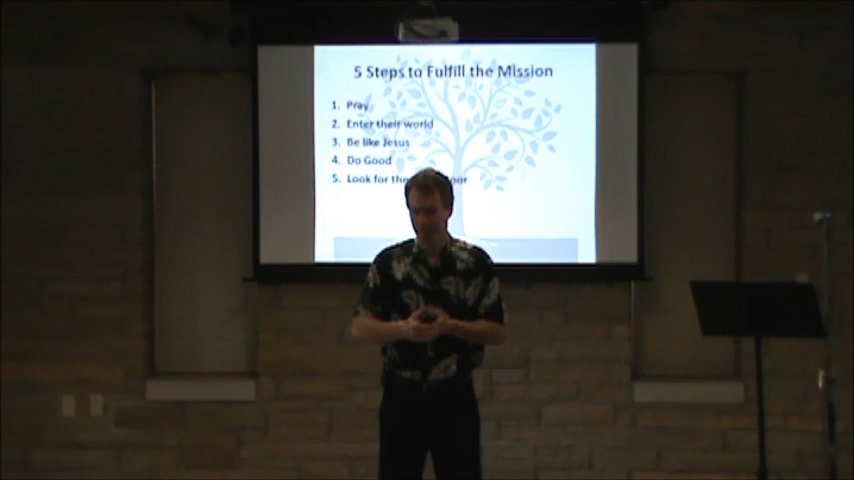 5 Steps to Fulfill the Mission
1. Pray
2. Enter their world
3. Be like Jesus
4. Do Good
5. Look for the